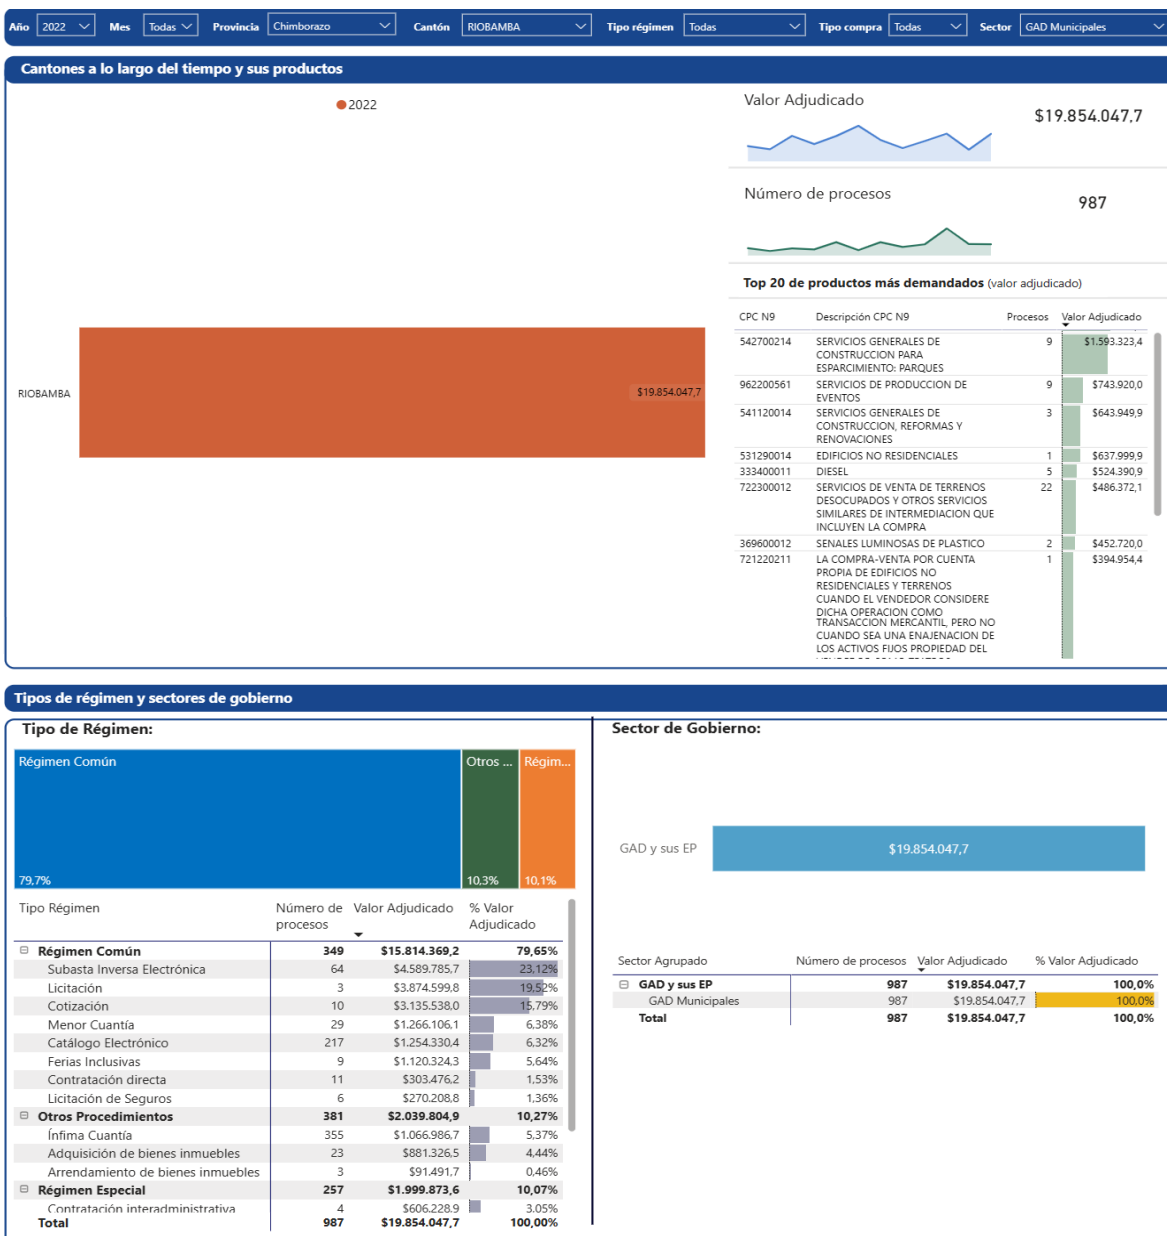 Año 2022 Mes Todas Provincia Chimborazo Cantón RIOBAMBA Tipo régimen Todas Tipo compra Todas Sector GAD Municipales
Cantones a lo largo del tiempo y sus productos
2022
RIOBAMBA
$19.854.047,7
Valor Adjudicado
$19.854.047,7
Número de procesos
987
Top 20 de productos más demandados (valor adjudicado)
CPC N9 Descripción CPC N9 Procesos Valor Adjudicado
542700214 SERVICIOS GENERALES DE 9 $1.593.323,4
CONSTRUCCION PARA
ESPARCIMIENTO: PARQUES
962200561 SERVICIOS DE PRODUCCION DE 9 $743.920,0
EVENTOS
541120014 SERVICIOS GENERALES DE 3 $643.949,9
CONSTRUCCION, REFORMAS Y
RENOVACIONES
531290014 EDIFICIOS NO RESIDENCIALES 1 $637.999,9
333400011 DIESEL 5 $524.390,9
722300012 SERVICIOS DE VENTA DE TERRENOS 22 $486.372,1
DESOCUPADOS Y OTROS SERVICIOS
SIMILARES DE INTERMEDIACION QUE
INCLUYEN LA COMPRA
369600012 SENALES LUMINOSAS DE PLASTICO 2 $452.720,0
721220211 LA COMPRA-VENTA POR CUENTA 1 $394.954,4
PROPIA DE EDIFICIOS NO
RESIDENCIALES Y TERRENOS
CUANDO EL VENDEDOR CONSIDERE
DICHA OPERACION COMO
TRANSACCION MERCANTIL, PERO NO
CUANDO SEA UNA ENAJENACION DE
LOS ACTIVOS FIJOS PROPIEDAD DEL
Tipos de régimen y sectores de gobierno
Tipo de Régimen:
Régimen Común
79,7%
Otros ...
10,3%
Régim...
10,1%
Tipo Régimen Número de procesos Valor Adjudicado % Valor Adjudicado
Régimen Común 349 $15.814.369,2 79,65%
Subasta Inversa Electrónica 64 $4.589.785,7 23,12%
Licitación 3 $3.874.599,8 19,52%
Cotización 10 $3.135.538,0 15,79%
Menor Cuantía 29 $1.266.106,1 6,38%
Catálogo Electrónico 217 $1.254.330,4 6,32%
Ferias Inclusivas 9 $1.120.324,3 5,64%
Contratación directa 11 $303.476,2 1,53%
Licitación de Seguros 6 $270.208,8 1,36%
Otros Procedimientos 381 $2.039.804,9 10,27%
Ínfima Cuantía 355 $1.066.986,7 5,37%
Adquisición de bienes inmuebles 23 $881.326,5 4,44%
Arrendamiento de bienes inmuebles 3 $91.491,7 0,46%
Régimen Especial 257 $1.999.873,6 10,07%
Contratación interadministrativa 4 $606.228,9 3,05%
Total 987 $19.854.047,7 100,00%
Sector de Gobierno:
GAD y sus EP
$19.854.047,7
Sector Agrupado Número de procesos Valor Adjudicado % Valor Adjudicado
GAD y sus EP 987 $19.854.047,7 100,0%
GAD Municipales 987 $19.854.047,7 100,0%
Total 987 $19.854.047,7 100,0%